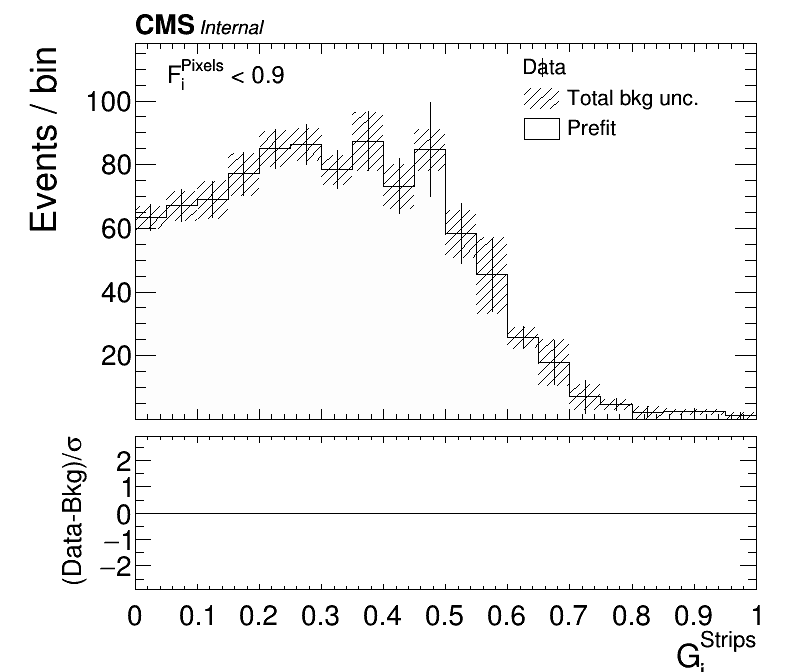 CMS Internal
F_i^Pixels < 0.9
Data
Total bkg unc.
Prefit
Events / bin
100
80
60
40
20
(Data-Bkg)/σ
2
1
0
−1
−2
0 0.1 0.2 0.3 0.4 0.5 0.6 0.7 0.8 0.9 1
G_i^Strips